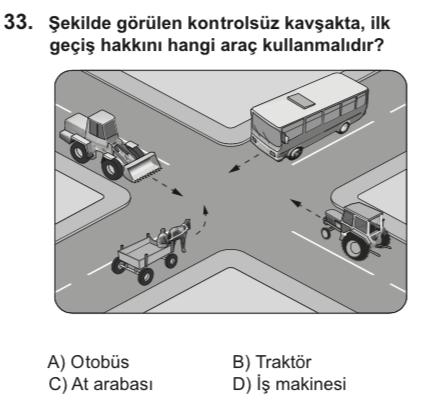 33. Şekilde görülen kontrolsüz kavşakta, ilk
geçiş hakkını hangi araç kullanmalıdır?
A) Otobüs B) Traktör
C) At arabası D) İş makinesi